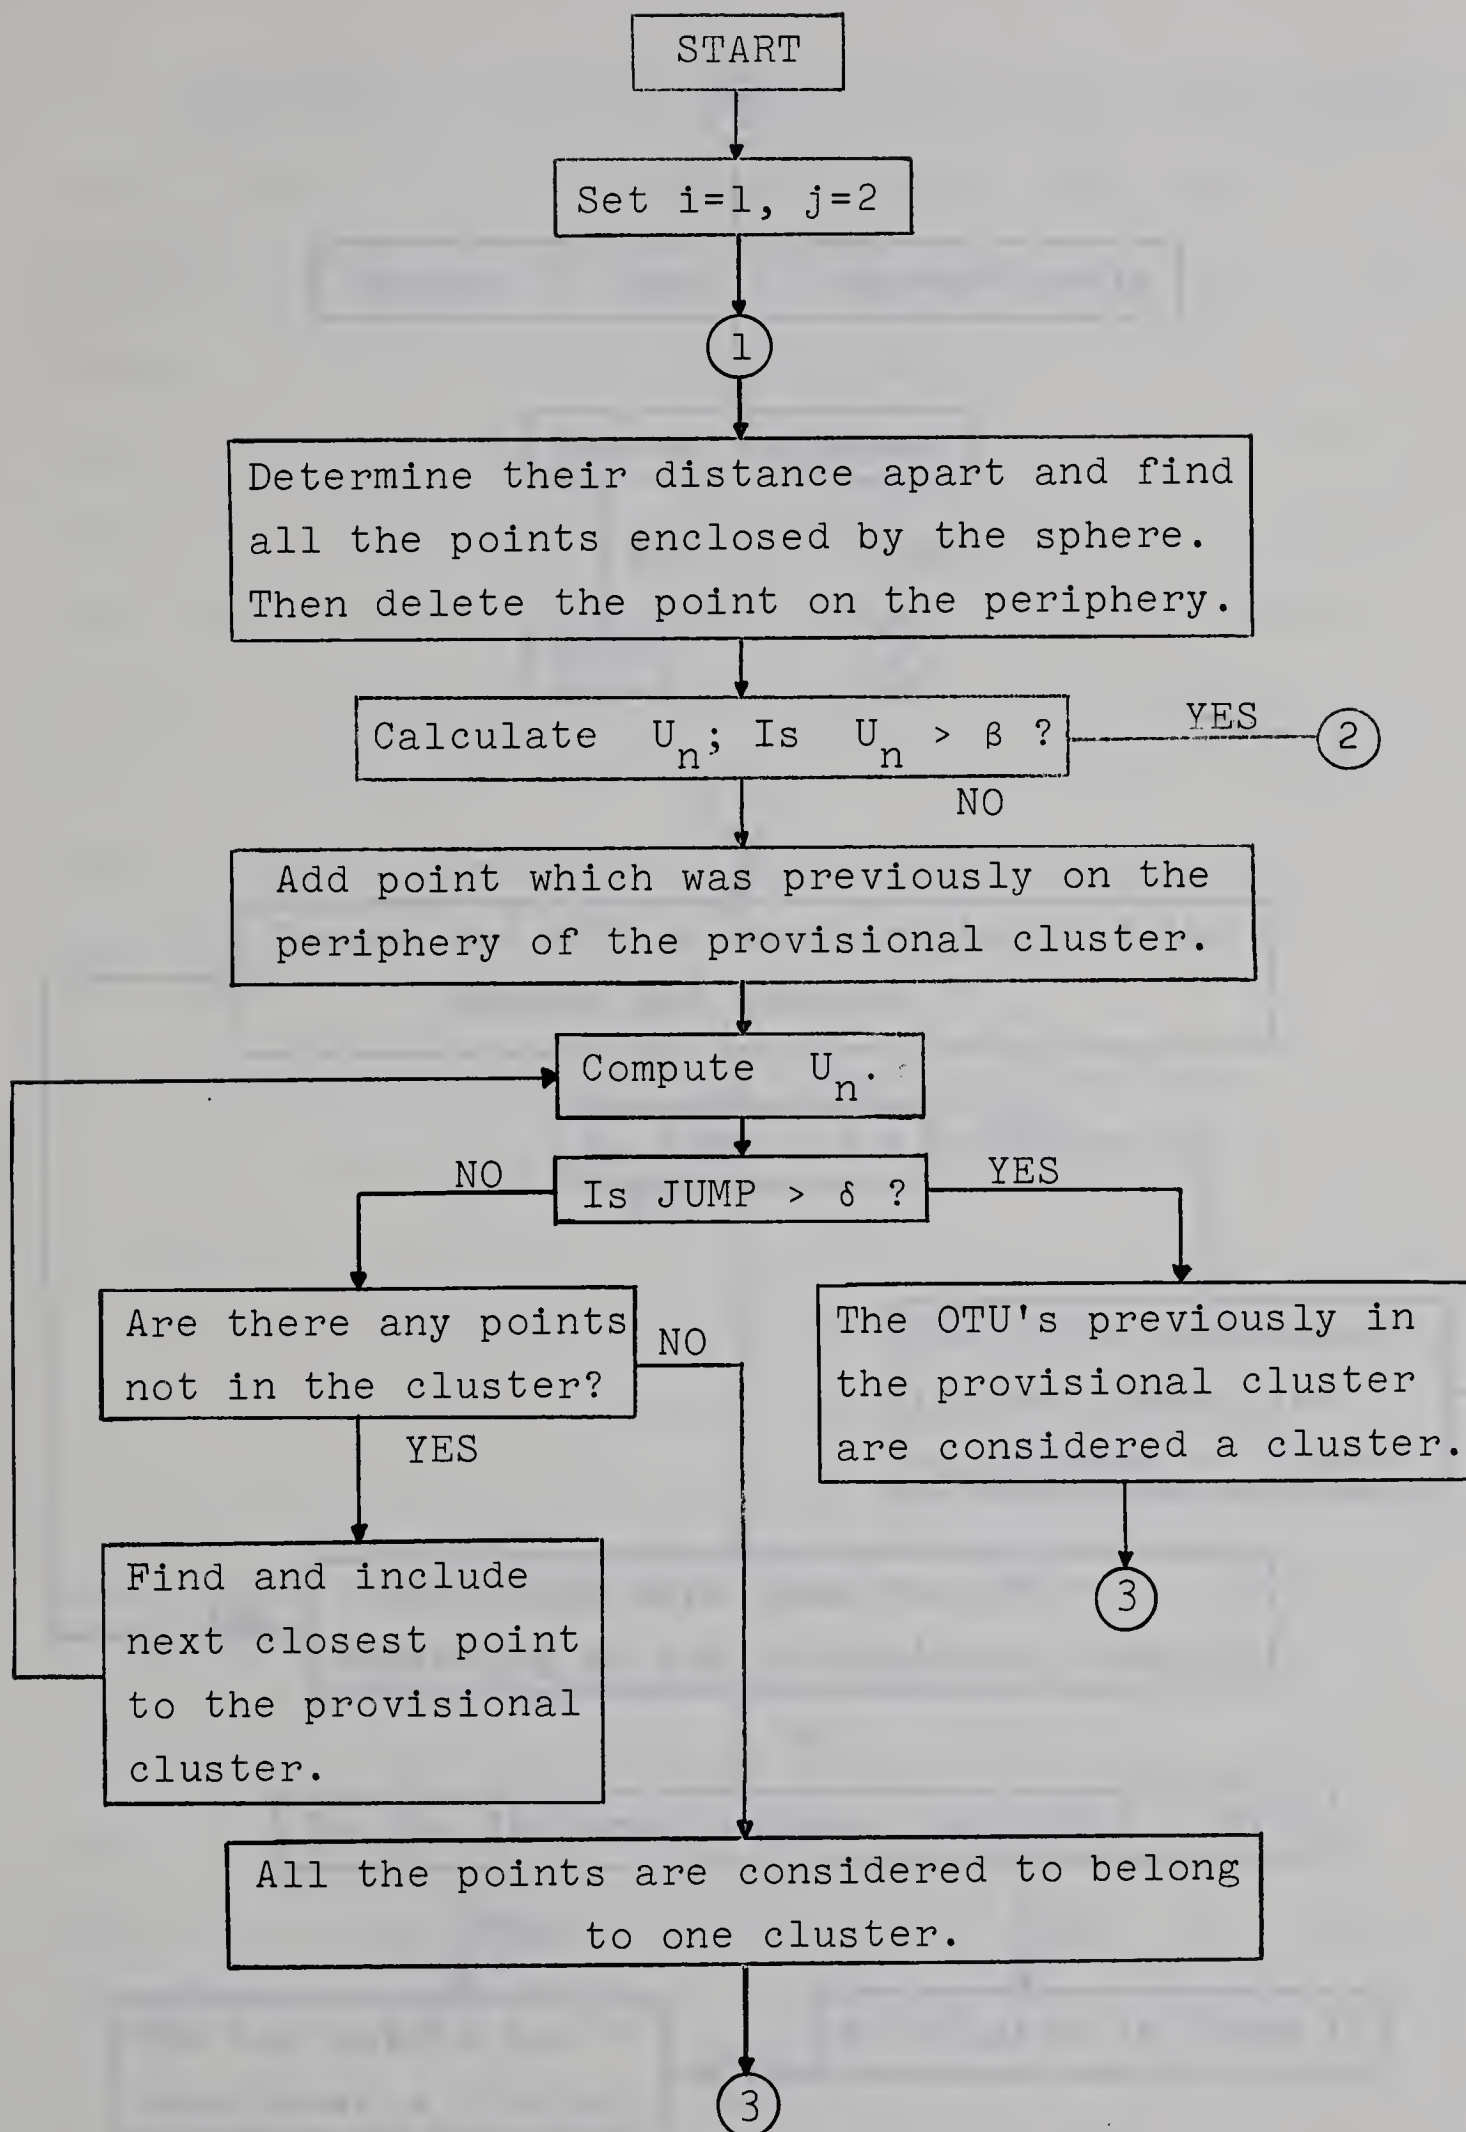 START
Set i=1, j=2
1
Determine their distance apart and find
all the points enclosed by the sphere.
Then delete the point on the periphery.
Calculate Un; Is Un > β ?
YES
2
NO
Add point which was previously on the
periphery of the provisional cluster.
Compute Un.
NO
Is JUMP > δ ?
YES
Are there any points
not in the cluster?
NO
The OTU's previously in
the provisional cluster
are considered a cluster.
YES
3
Find and include
next closest point
to the provisional
cluster.
All the points are considered to belong
to one cluster.
3